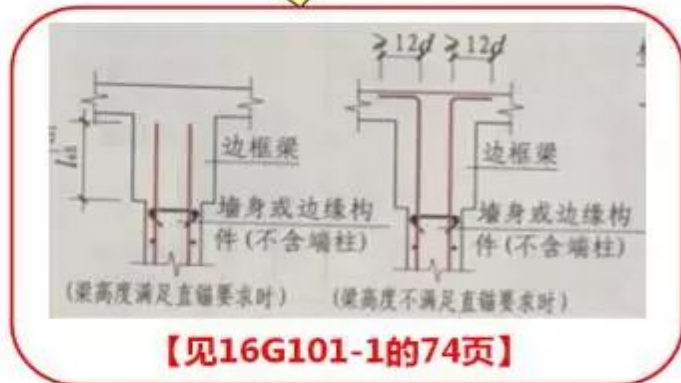 ≥12d ≥12d
边框梁
墙身或边缘构
件(不含端柱)
(梁高度满足直锚要求时)
边框梁
墙身或边缘构
件(不含端柱)
(梁高度不满足直锚要求时)
【见16G101-1的74页】